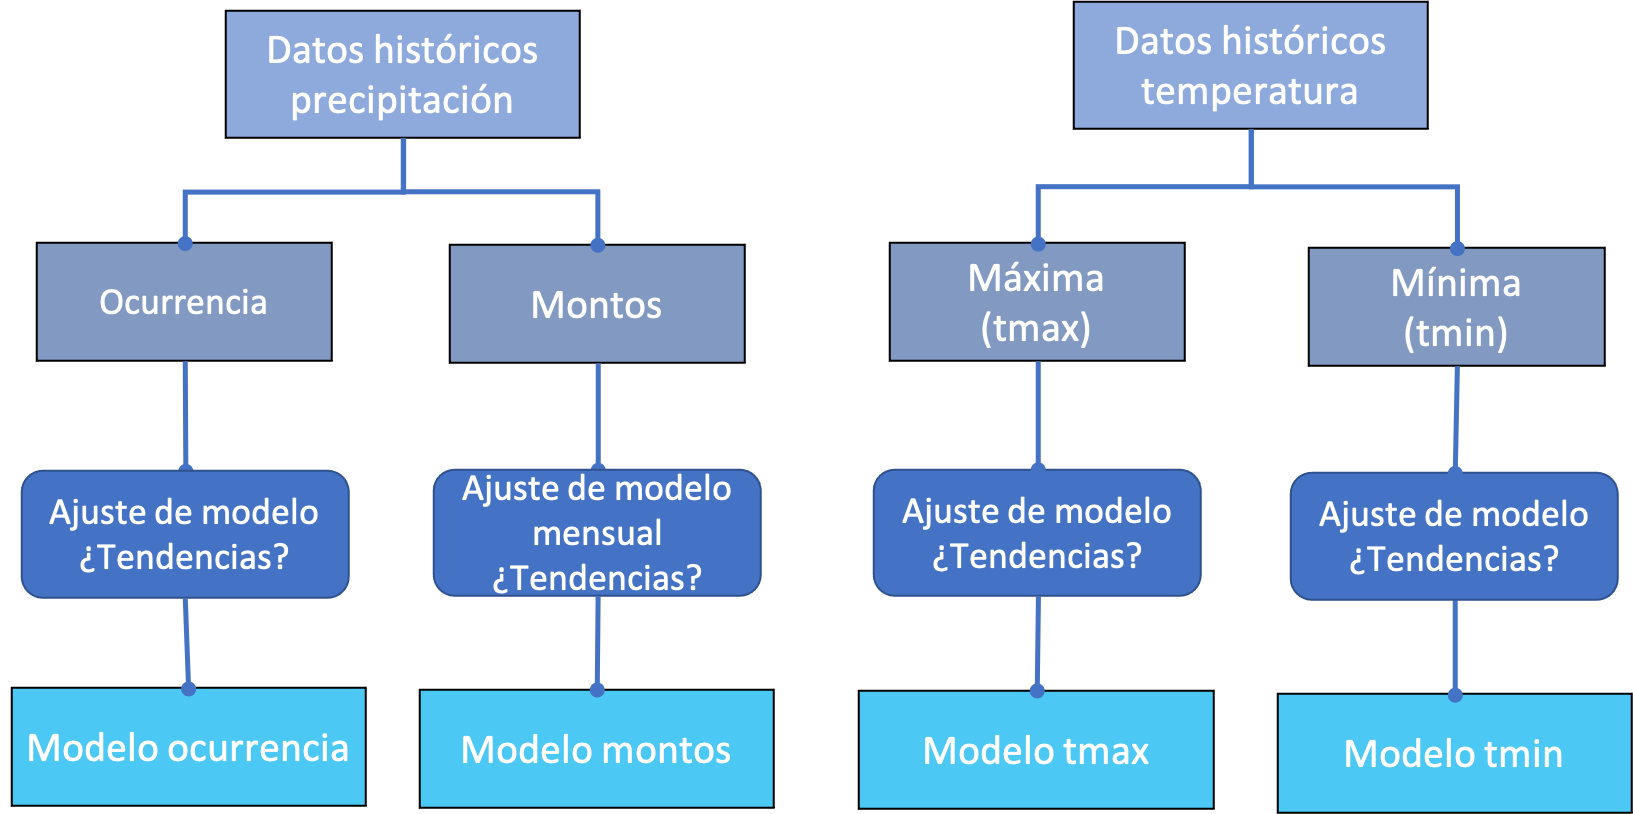 Datos históricos
precipitación
Datos históricos
temperatura
Ocurrencia
Montos
Máxima
(tmax)
Mínima
(tmin)
Ajuste de modelo
¿Tendencias?
Ajuste de modelo
mensual
¿Tendencias?
Ajuste de modelo
¿Tendencias?
Ajuste de modelo
¿Tendencias?
Modelo ocurrencia
Modelo montos
Modelo tmax
Modelo tmin